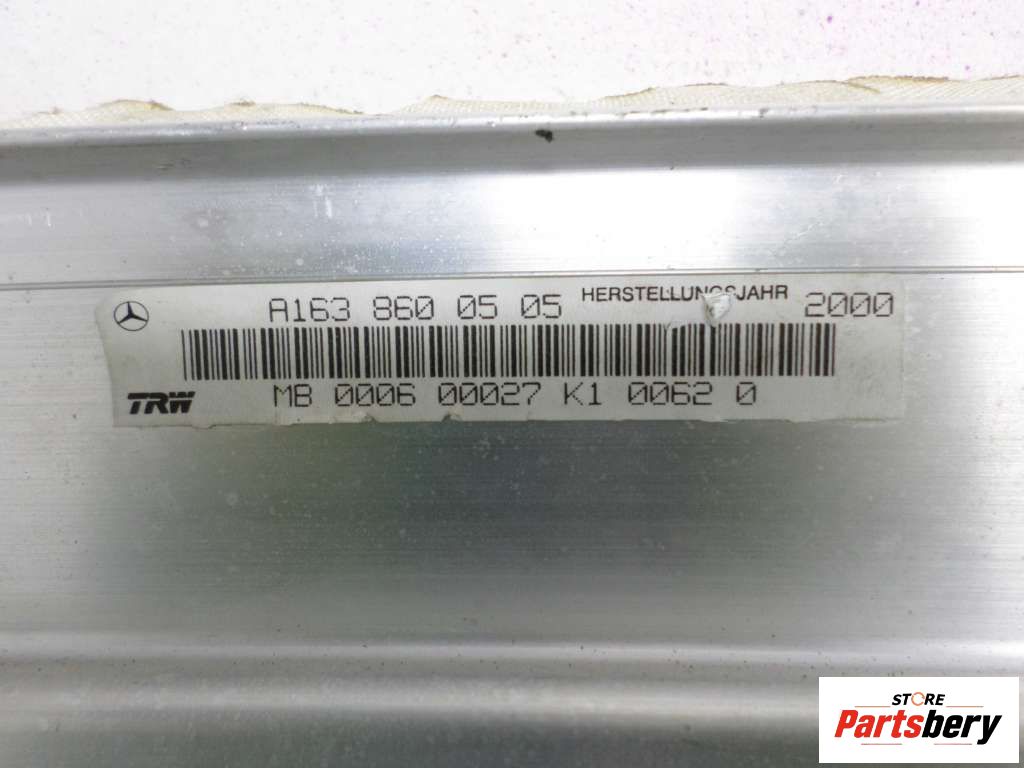 A163 860 05 05 HERSTELLUNGSJAHR 2000
TRW MB 0006 00027 K1 0062 0
STORE
Partsbery